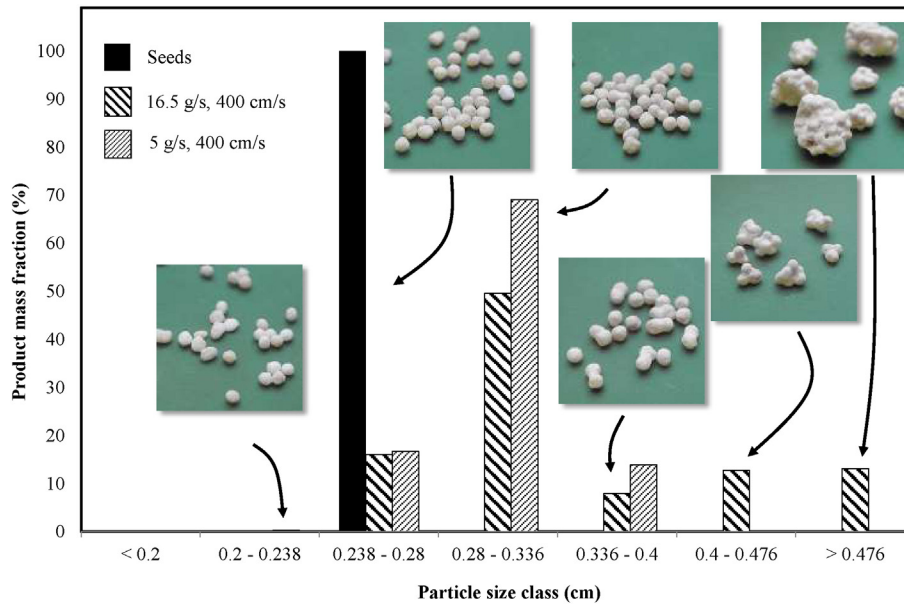 100
90
80
70
60
50
40
30
20
10
0
Product mass fraction (%)
Seeds
16.5 g/s, 400 cm/s
5 g/s, 400 cm/s
< 0.2
0.2 - 0.238
0.238 - 0.28
0.28 - 0.336
0.336 - 0.4
0.4 - 0.476
> 0.476
Particle size class (cm)